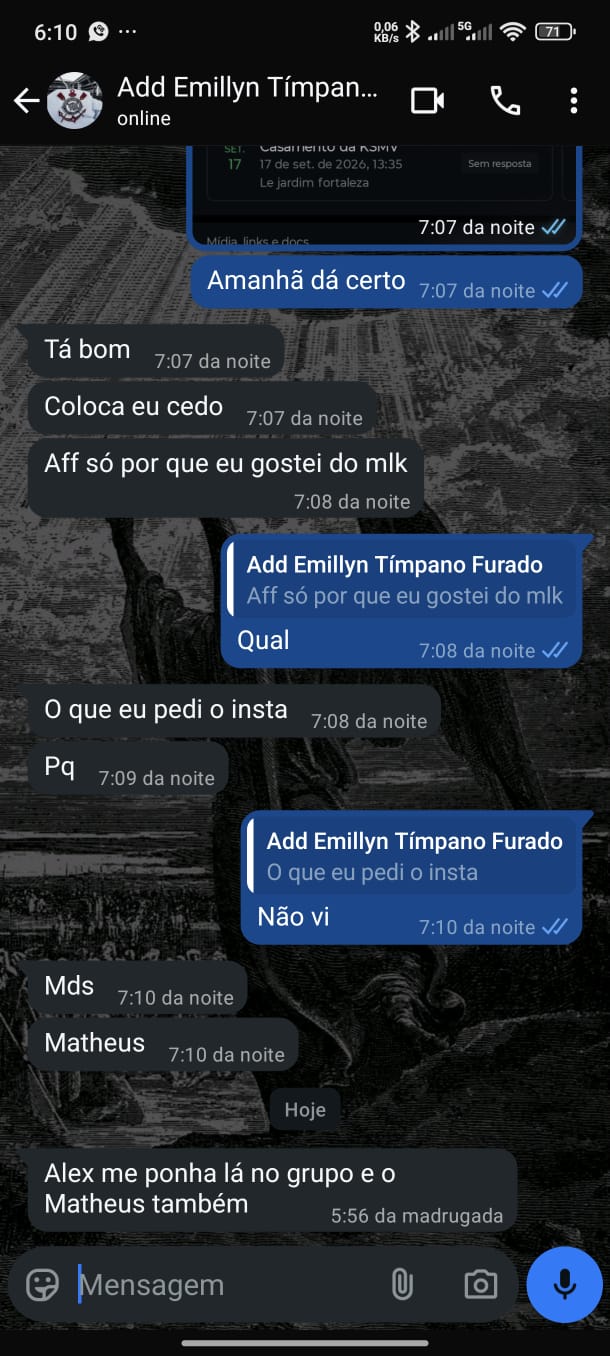 6:10
0,06 KB/s
5G
71
Add Emillyn Tímpan...
online
SET. Casamento da KSMV
17 17 de set. de 2026, 13:35 Sem resposta
Le jardim fortaleza
Mídia, links e docs
7:07 da noite
Amanhã dá certo 7:07 da noite
Tá bom 7:07 da noite
Coloca eu cedo 7:07 da noite
Aff só por que eu gostei do mlk
7:08 da noite
Add Emillyn Tímpano Furado
Aff só por que eu gostei do mlk
Qual 7:08 da noite
O que eu pedi o insta 7:08 da noite
Pq 7:09 da noite
Add Emillyn Tímpano Furado
O que eu pedi o insta
Não vi 7:10 da noite
Mds 7:10 da noite
Matheus 7:10 da noite
Hoje
Alex me ponha lá no grupo e o
Matheus também 5:56 da madrugada
Mensagem